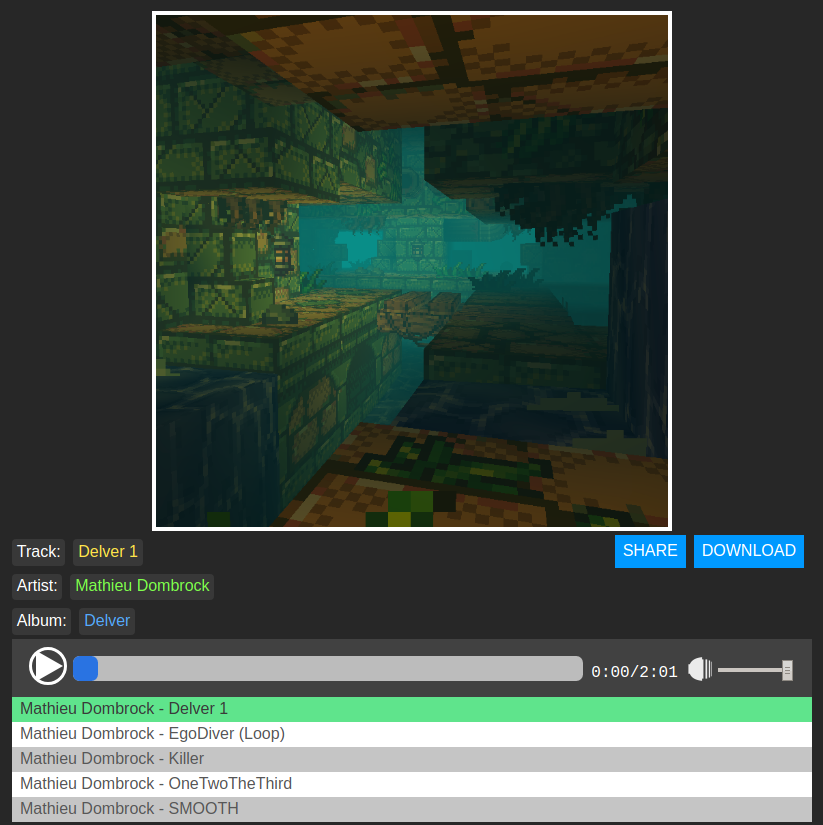 Track: Delver 1 SHARE DOWNLOAD
Artist: Mathieu Dombrock
Album: Delver
0:00/2:01
Mathieu Dombrock - Delver 1
Mathieu Dombrock - EgoDiver (Loop)
Mathieu Dombrock - Killer
Mathieu Dombrock - OneTwoTheThird
Mathieu Dombrock - SMOOTH